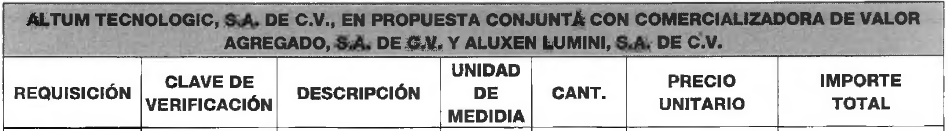 ALTUM TECNOLOGIC, S.A. DE C.V., EN PROPUESTA CONJUNTA CON COMERCIALIZADORA DE VALOR
AGREGADO, S.A. DE C.V. Y ALUXEN LUMINI, S.A. DE C.V.
REQUISICIÓN
CLAVE DE
VERIFICACIÓN
DESCRIPCIÓN
UNIDAD
DE
MEDIDIA
CANT.
PRECIO
UNITARIO
IMPORTE
TOTAL